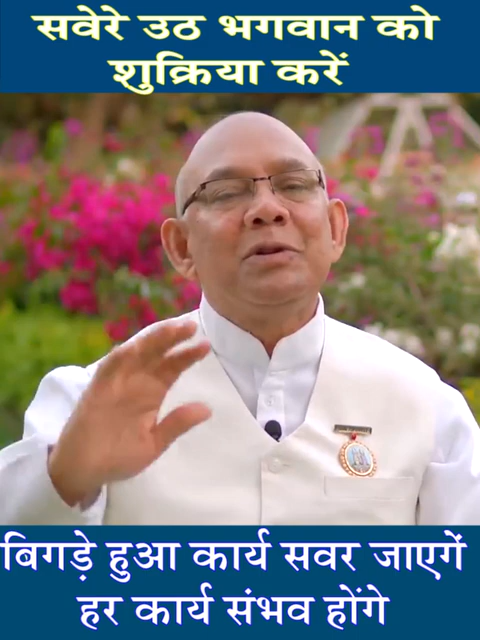 सवेरे उठ भगवान को
शुक्रिया करें
बिगड़े हुआ कार्य सवर जाएगें
हर कार्य संभव होंगे